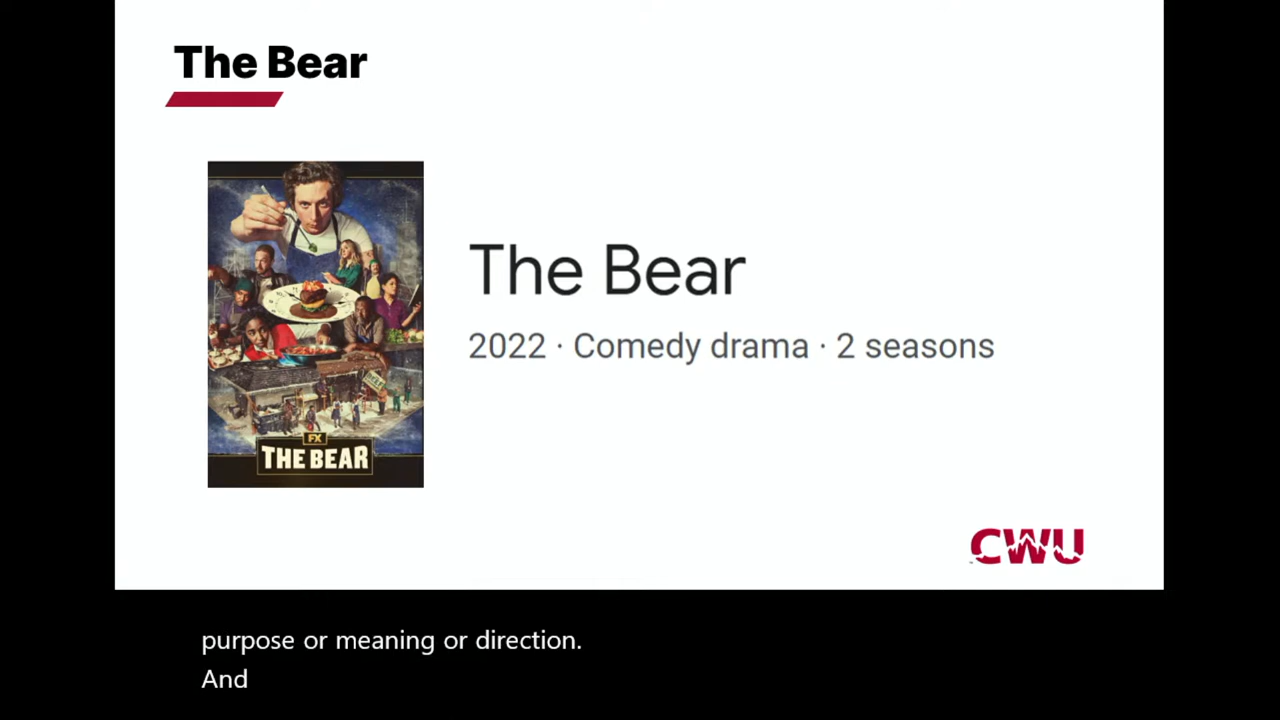 The Bear
The Bear
2022 · Comedy drama · 2 seasons
FX
THE BEAR
CWU
purpose or meaning or direction.
And